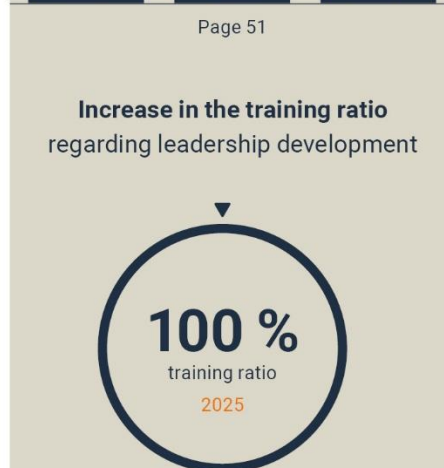 Page 51
Increase in the training ratio
regarding leadership development
100 %
training ratio
2025